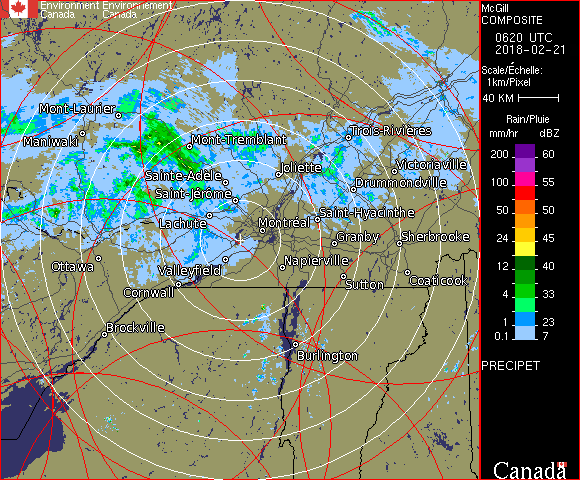 Environment Environnement
Canada Canada
McGill
COMPOSITE
0620 UTC
2018-02-21
Scale/Échelle:
1km/Pixel
40 KM
Rain/Pluie
mm/hr dBZ
200 60
100 55
50 50
24 45
12 40
4 33
1 23
0.1 7
PRECIPET
Canada
Mont-Laurier
Maniwaki
Mont-Tremblant
Trois-Rivières
Sainte-Adèle
Joliette
Victoriaville
Saint-Jérôme
Drummondville
Lachute
Montréal
Saint-Hyacinthe
Granby
Sherbrooke
Ottawa
Valleyfield
Napierville
Cornwall
Sutton
Coaticook
Brockville
Burlington